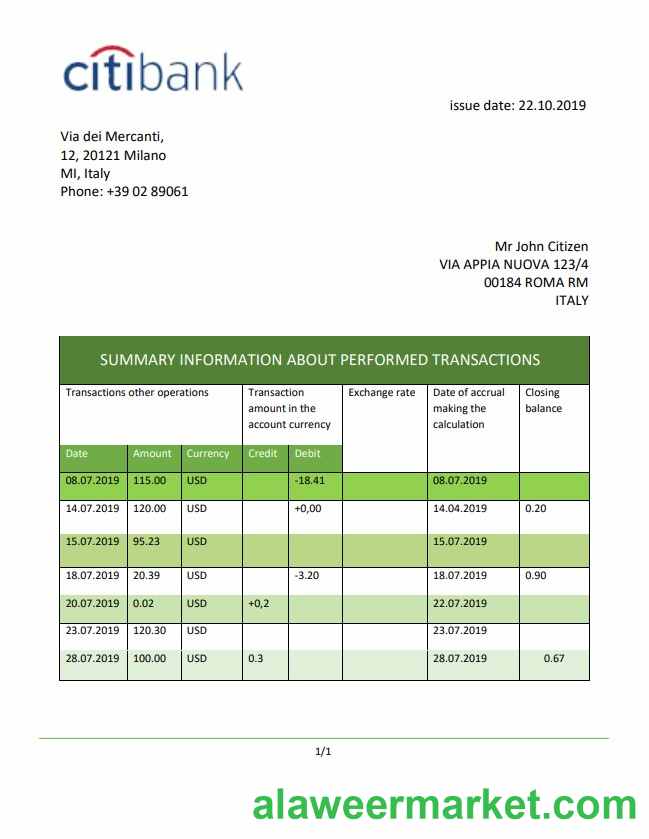 citibank
issue date: 22.10.2019
Via dei Mercanti,
12, 20121 Milano
MI, Italy
Phone: +39 02 89061
Mr John Citizen
VIA APPIA NUOVA 123/4
00184 ROMA RM
ITALY
SUMMARY INFORMATION ABOUT PERFORMED TRANSACTIONS
Transactions other operations Transaction amount in the account currency Exchange rate Date of accrual making the calculation Closing balance
Date Amount Currency Credit Debit
08.07.2019 115.00 USD -18.41 08.07.2019
14.07.2019 120.00 USD +0,00 14.04.2019 0.20
15.07.2019 95.23 USD 15.07.2019
18.07.2019 20.39 USD -3.20 18.07.2019 0.90
20.07.2019 0.02 USD +0,2 22.07.2019
23.07.2019 120.30 USD 23.07.2019
28.07.2019 100.00 USD 0.3 28.07.2019 0.67
1/1
alaweermarket.com